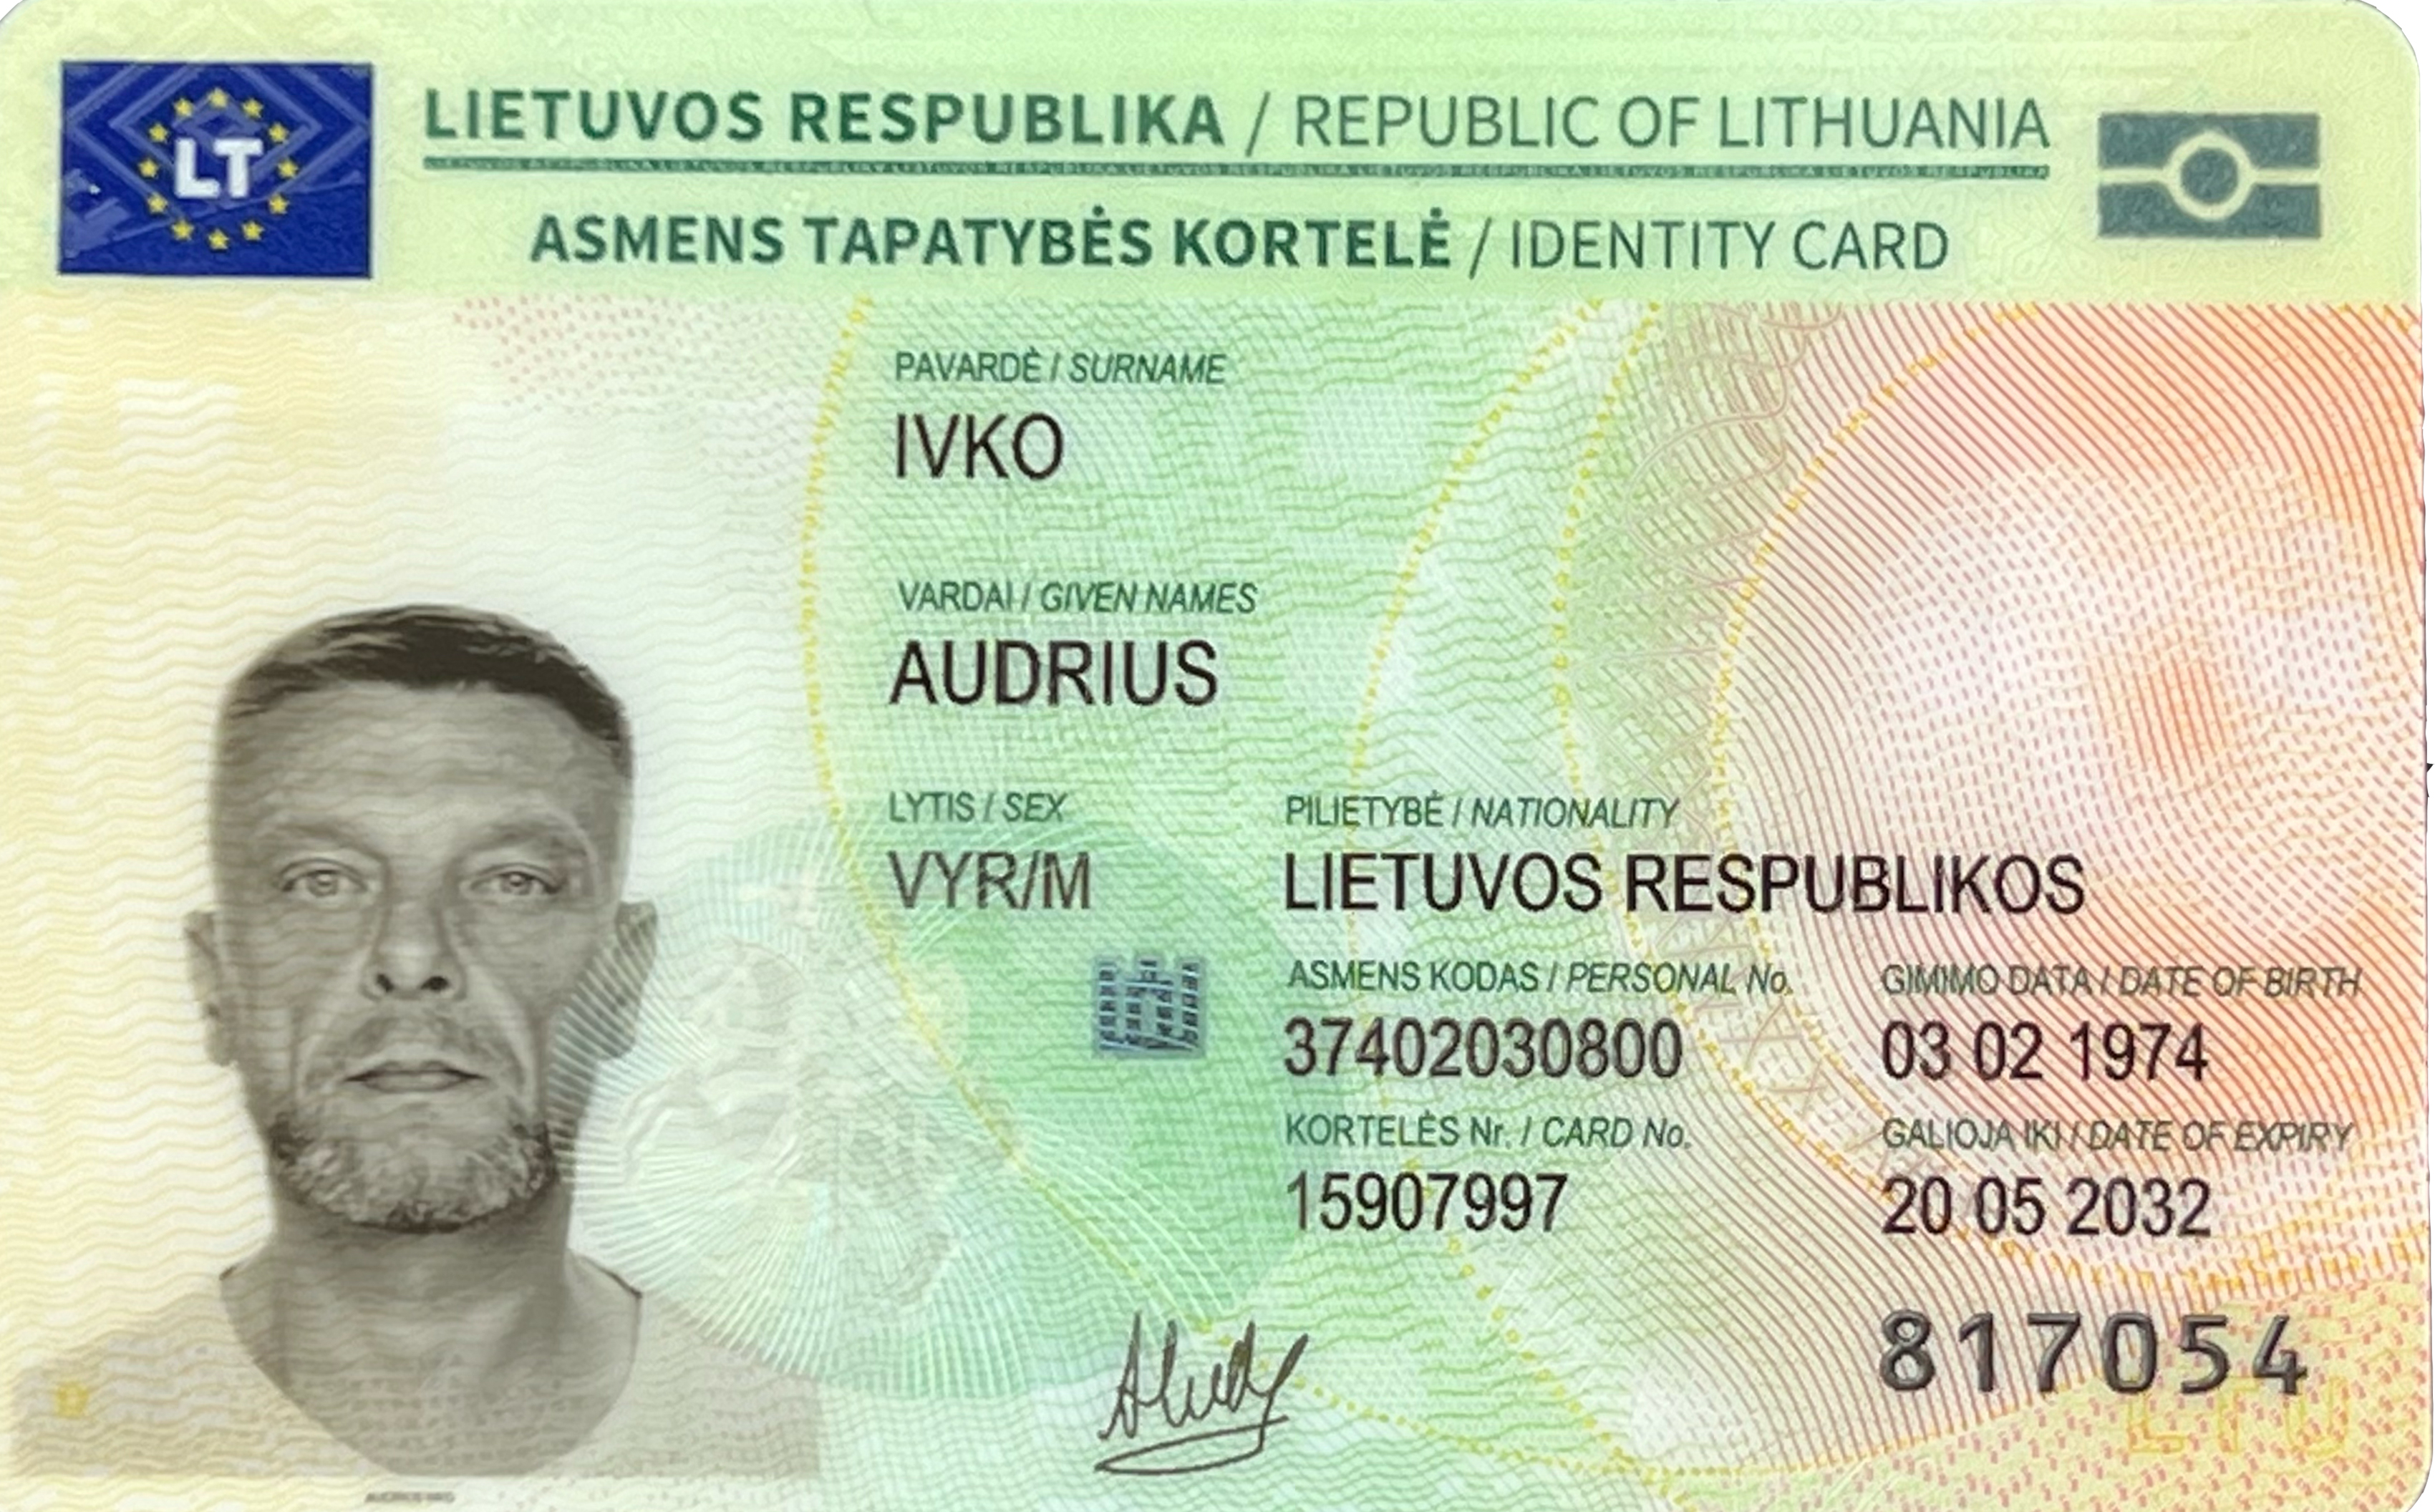 LT
LIETUVOS RESPUBLIKA / REPUBLIC OF LITHUANIA
ASMENS TAPATYBĖS KORTELĖ / IDENTITY CARD
PAVARDĖ / SURNAME
IVKO
VARDAI / GIVEN NAMES
AUDRIUS
LYTIS / SEX
PILIETYBĖ / NATIONALITY
VYR/M
LIETUVOS RESPUBLIKOS
ASMENS KODAS / PERSONAL No.
GIMIMO DATA / DATE OF BIRTH
37402030800
03 02 1974
KORTELĖS Nr. / CARD No.
GALIOJA IKI / DATE OF EXPIRY
15907997
20 05 2032
817054
LTU